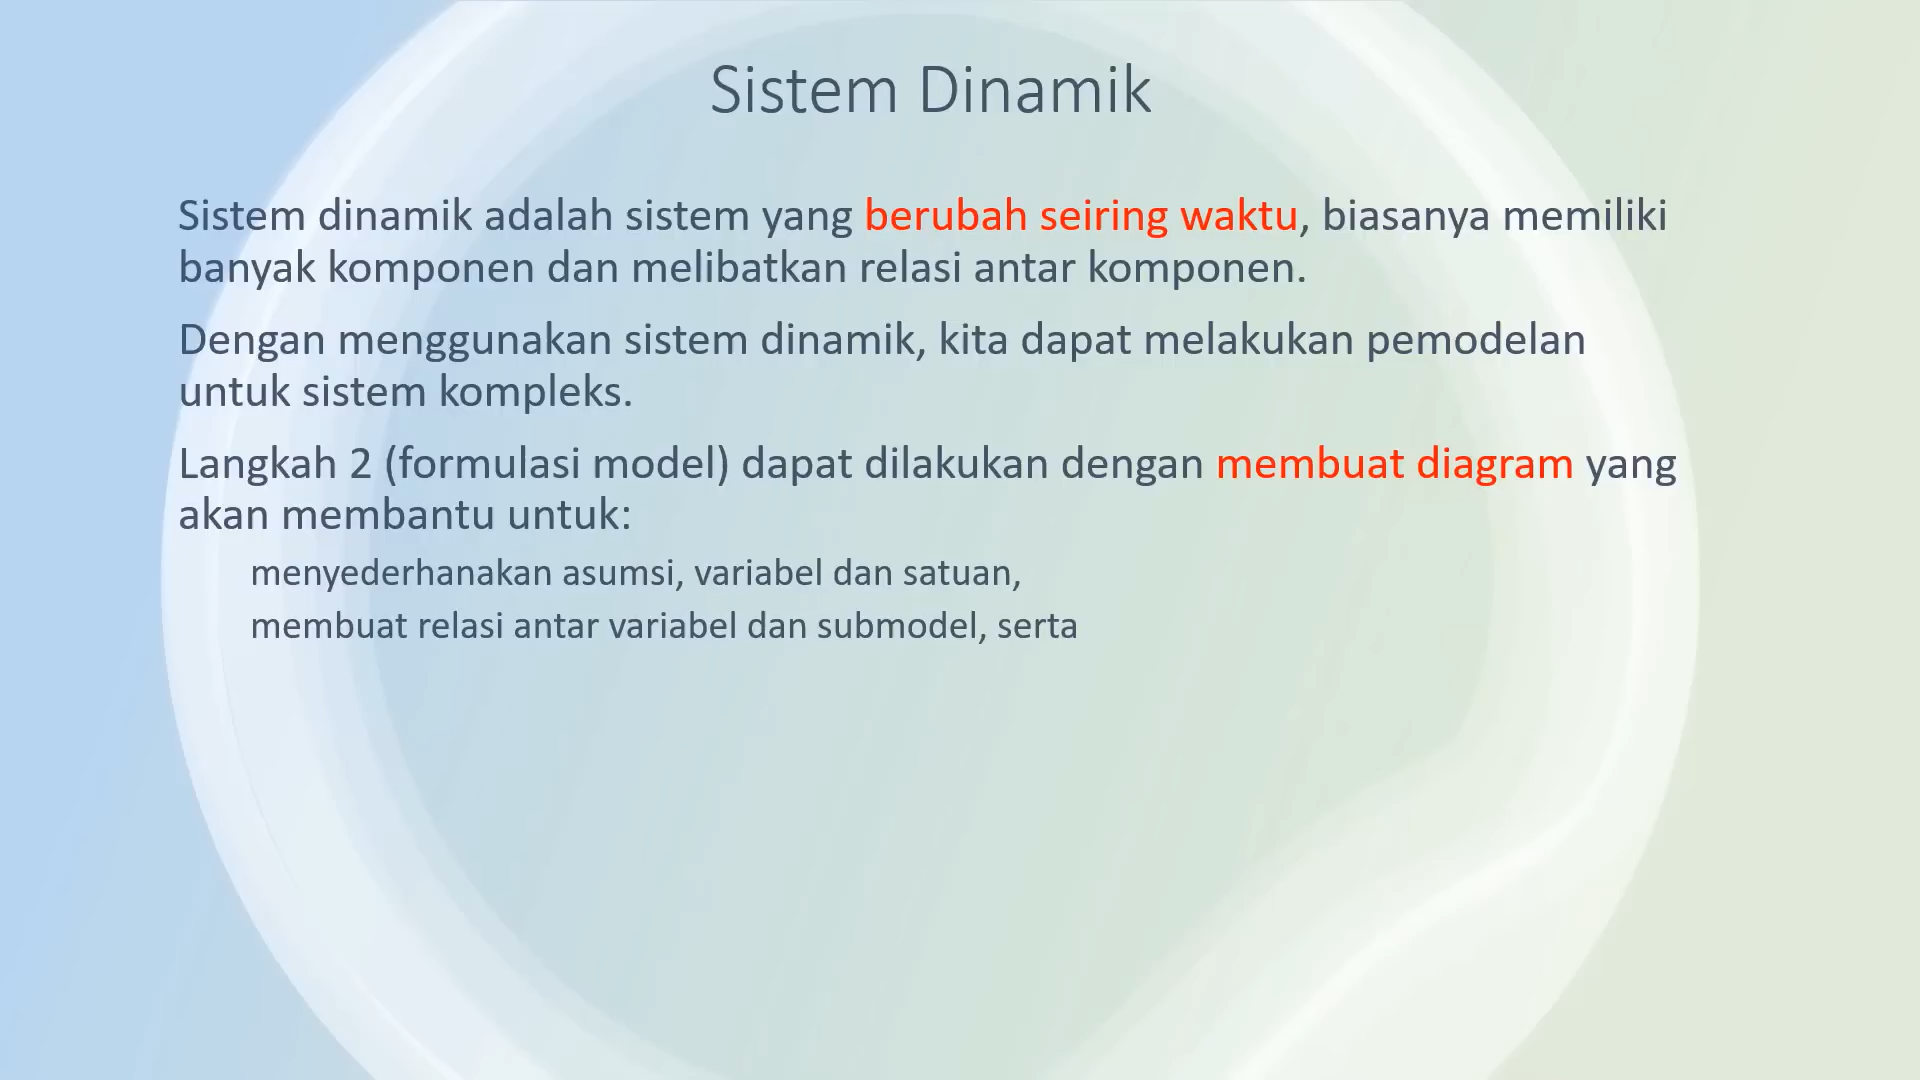 Sistem Dinamik
Sistem dinamik adalah sistem yang berubah seiring waktu, biasanya memiliki
banyak komponen dan melibatkan relasi antar komponen.
Dengan menggunakan sistem dinamik, kita dapat melakukan pemodelan
untuk sistem kompleks.
Langkah 2 (formulasi model) dapat dilakukan dengan membuat diagram yang
akan membantu untuk:
menyederhanakan asumsi, variabel dan satuan,
membuat relasi antar variabel dan submodel, serta